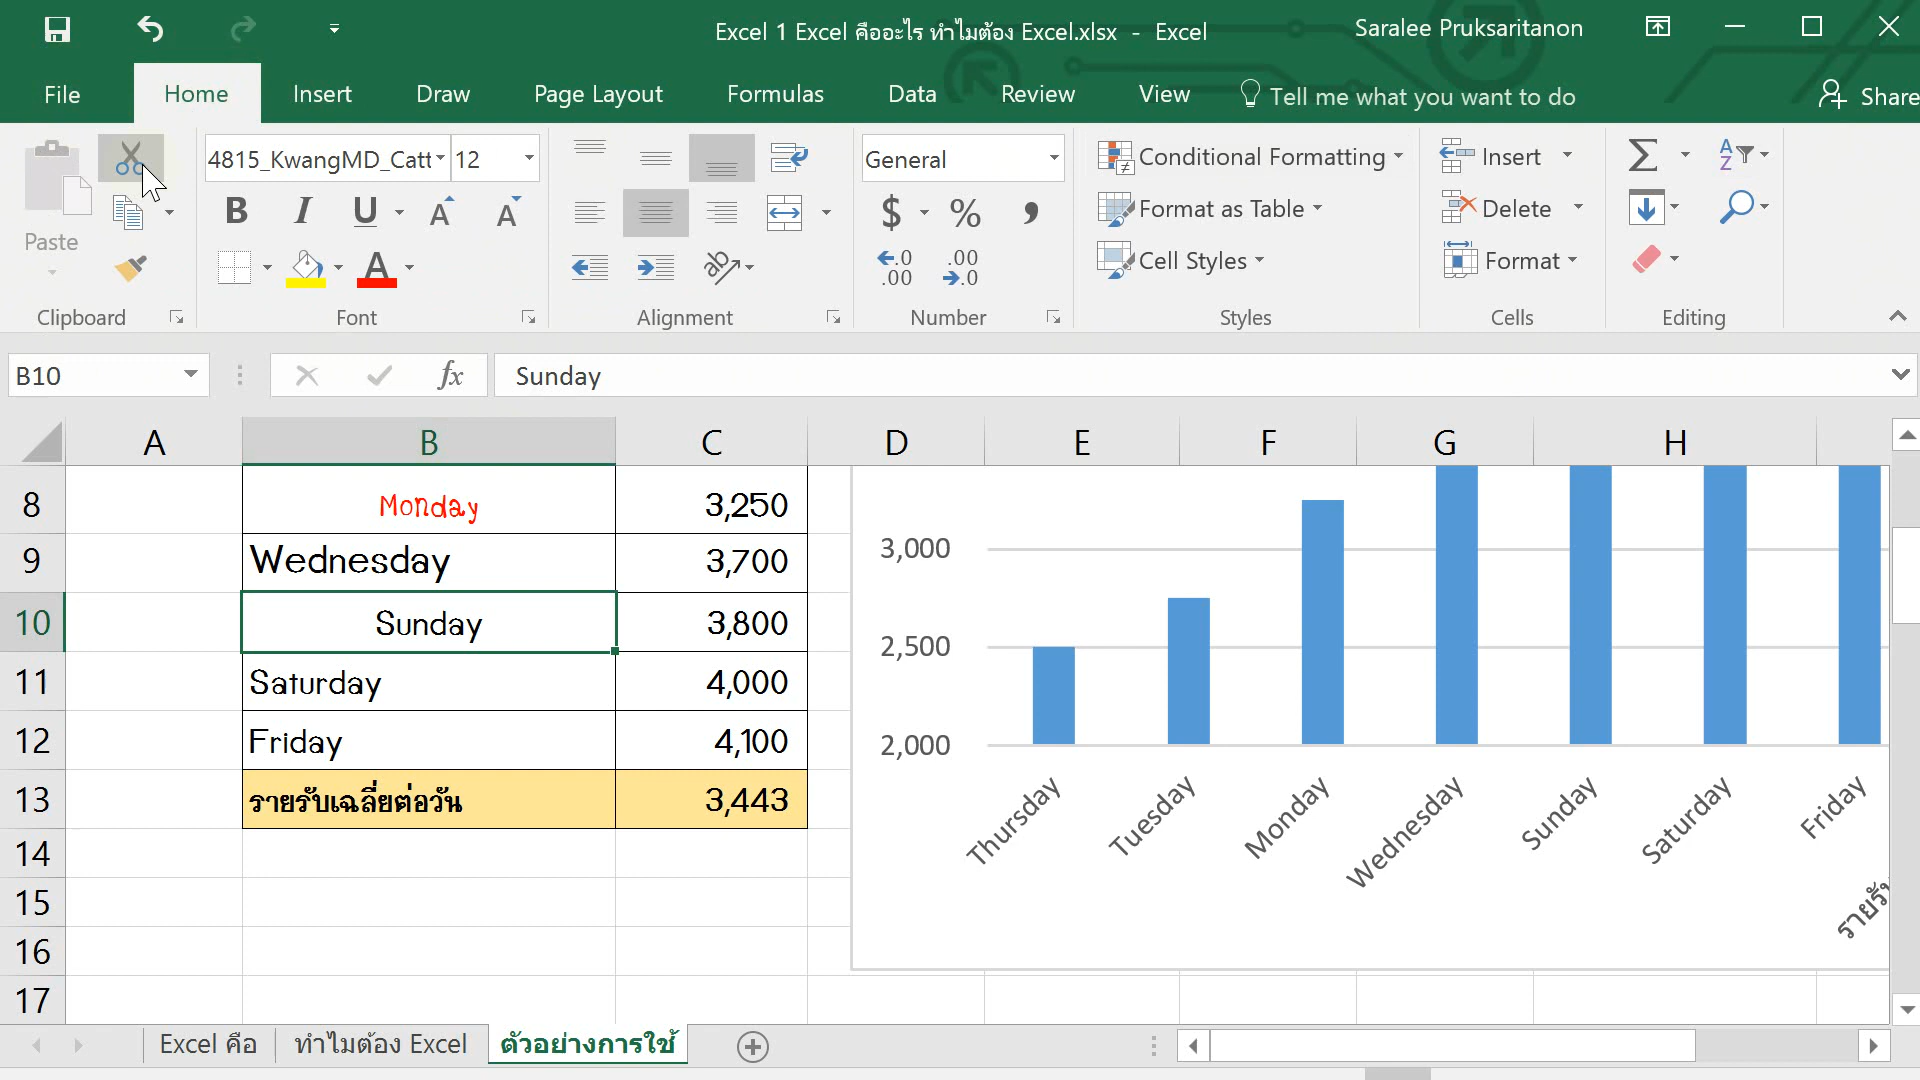 Excel 1 Excel คืออะไร ทำไมต้อง Excel.xlsx - Excel
Saralee Pruksaritanon
File Home Insert Draw Page Layout Formulas Data Review View Tell me what you want to do Share
4815_KwangMD_Catt 12
General
Conditional Formatting
Insert
Paste
B I U A A
$ % ,
Format as Table
Delete
Cell Styles
Format
Clipboard Font Alignment Number Styles Cells Editing
B10
fx
Sunday
A B C D E F G H
8 Monday 3,250
9 Wednesday 3,700
10 Sunday 3,800
11 Saturday 4,000
12 Friday 4,100
13 รายรับเฉลี่ยต่อวัน 3,443
14
15
16
17
3,000
2,500
2,000
Thursday
Tuesday
Monday
Wednesday
Sunday
Saturday
Friday
Excel คือ ทำไมต้อง Excel ตัวอย่างการใช้